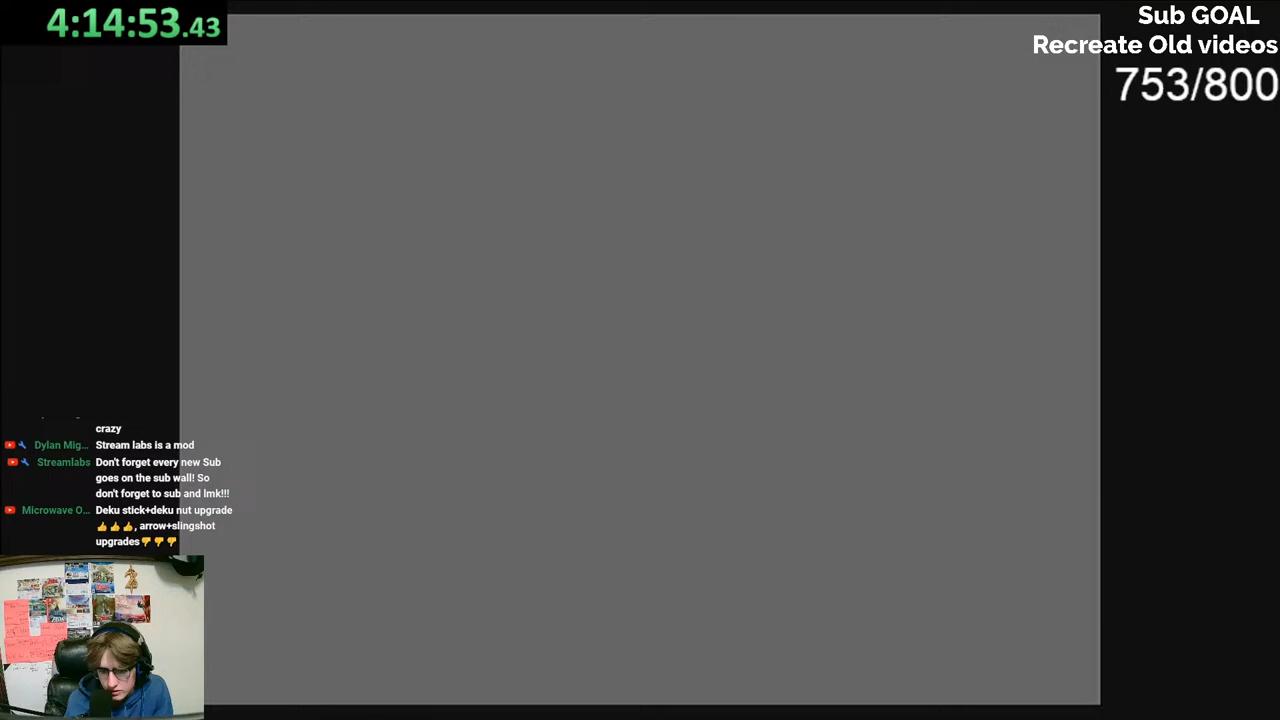 4:14:53.43
Sub GOAL
Recreate Old videos
753/800
crazy
Dylan Mig... Stream labs is a mod
Streamlabs Don't forget every new Sub
goes on the sub wall! So
don't forget to sub and lmk!!!
Microwave O... Deku stick+deku nut upgrade
👍👍👍, arrow+slingshot
upgrades👎👎👎